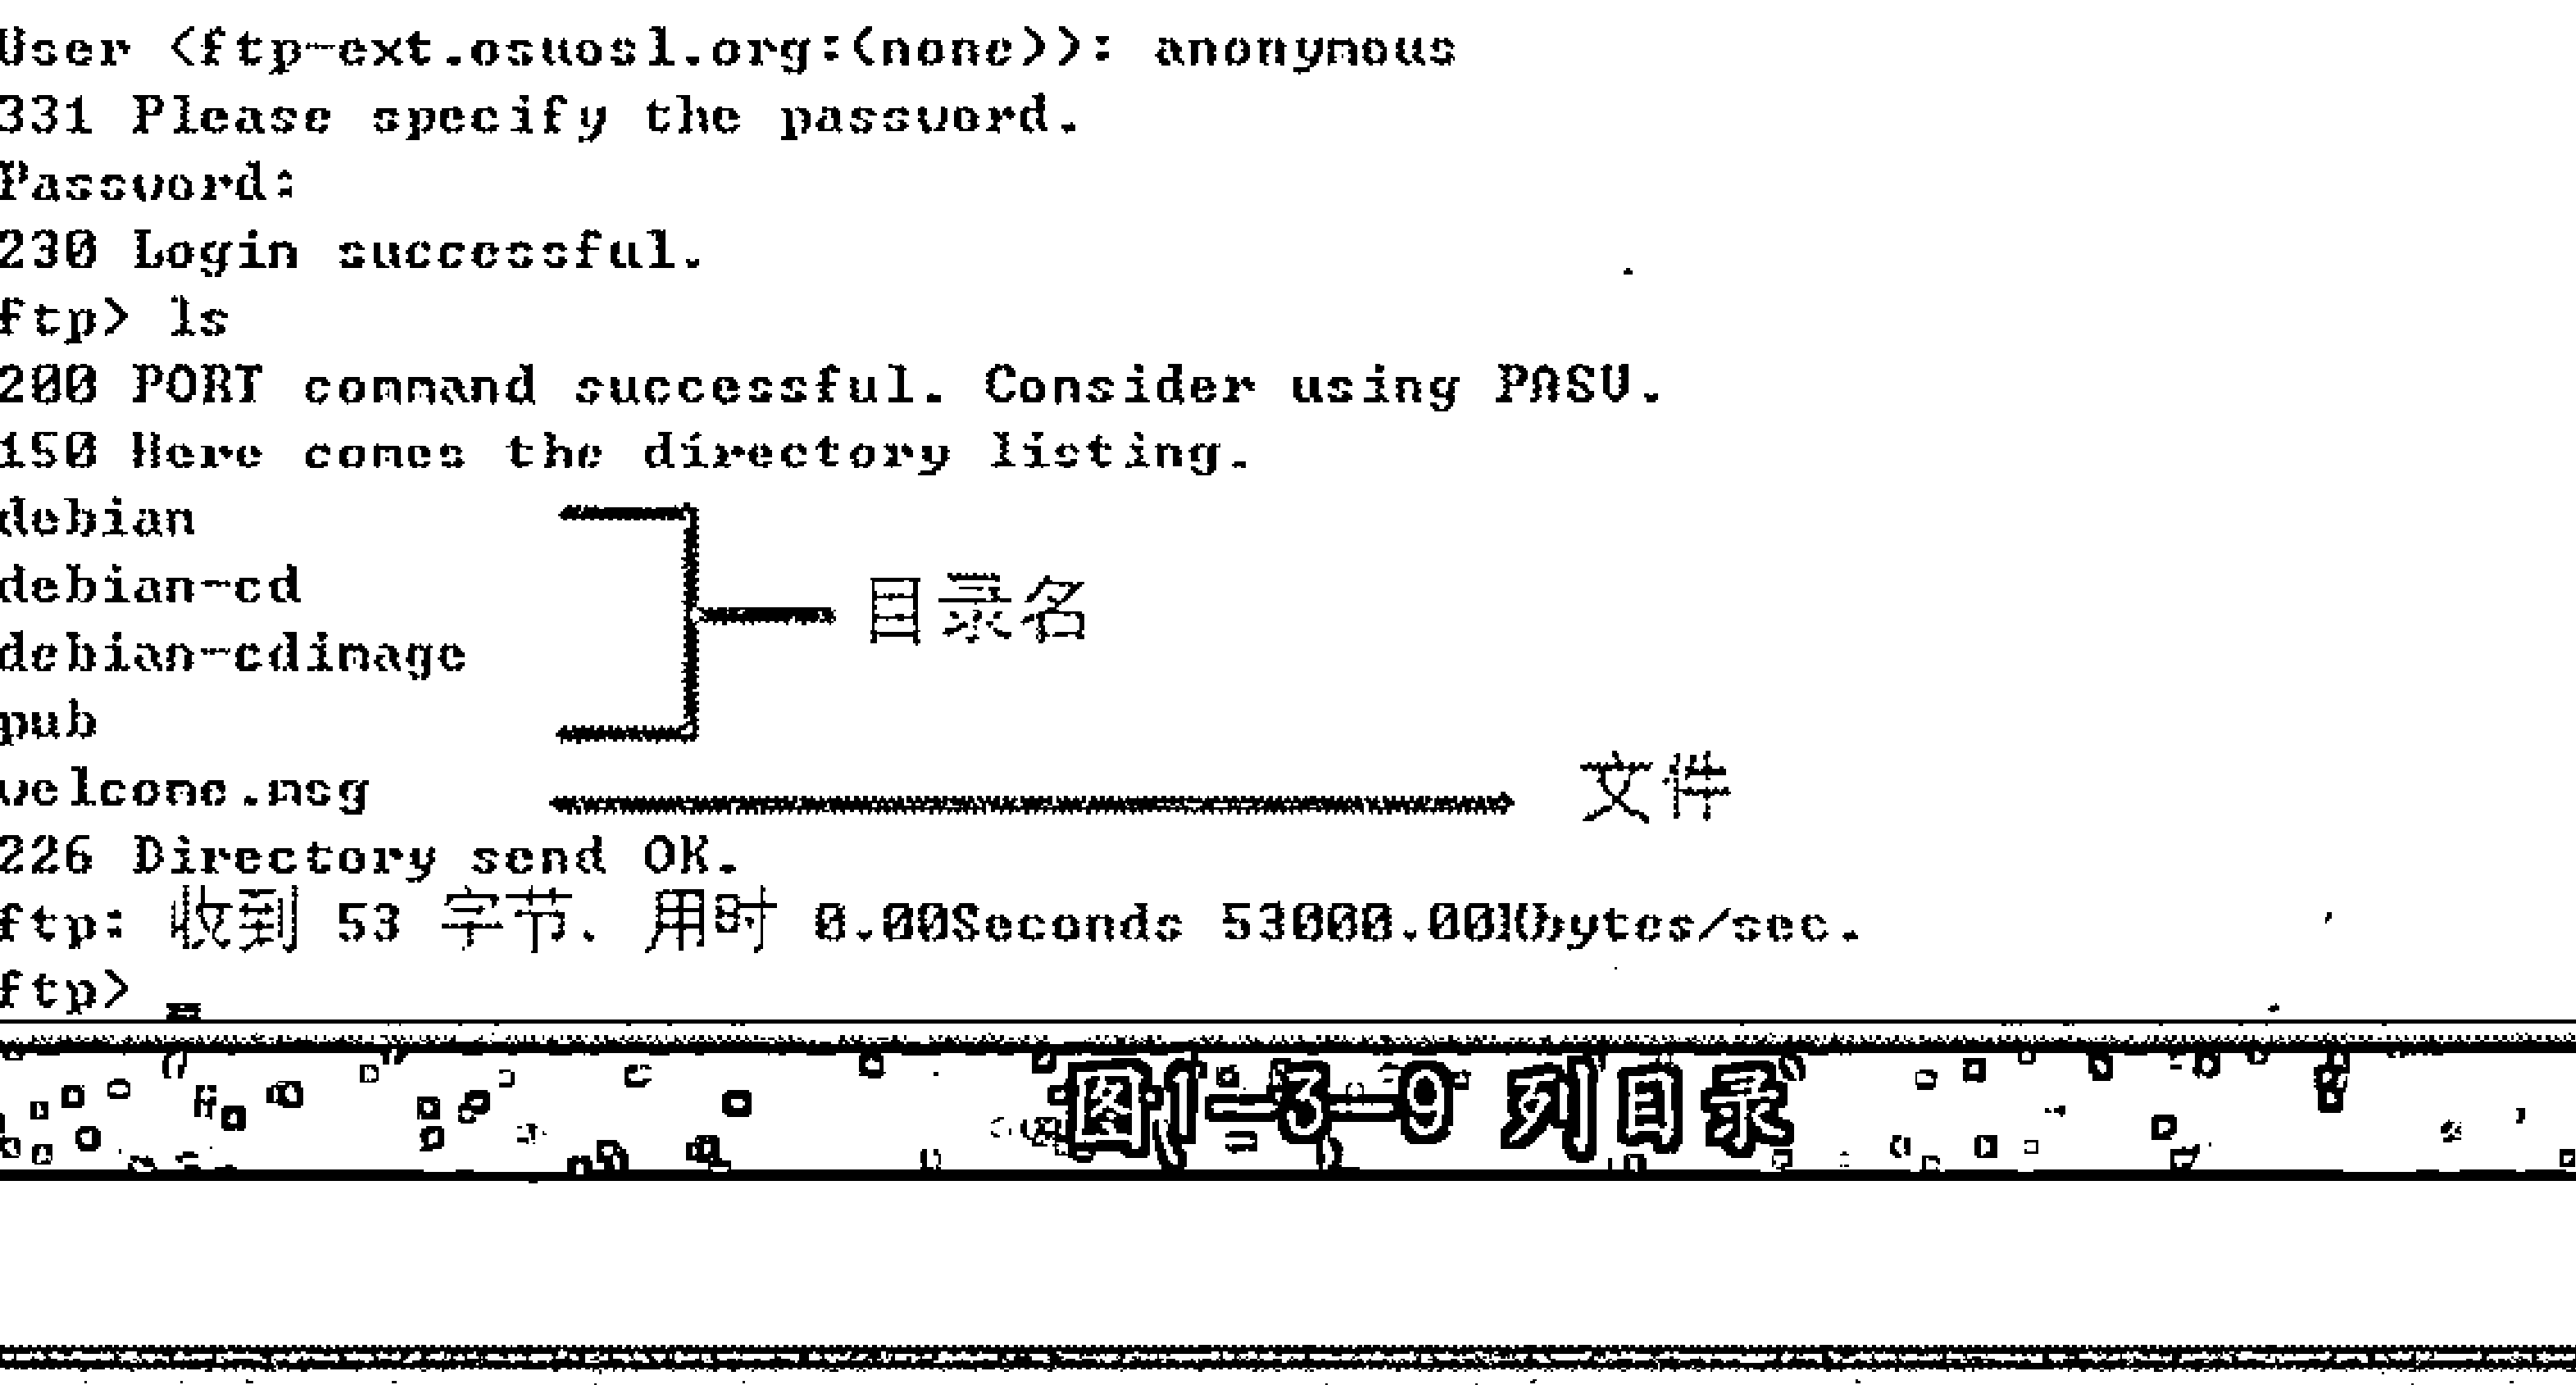 User (ftp-ext.osuosl.org:(none)): anonymous
331 Please specify the password.
Password:
230 Login successful.
ftp> ls
200 PORT command successful. Consider using PASV.
150 Here comes the directory listing.
debian
debian-cd
目录名
debian-cdimage
pub
welcome.msg 文件
226 Directory send OK.
ftp: 收到 53 字节, 用时 0.00Seconds 53000.00Kbytes/sec.
ftp>
图1-3-9 列目录